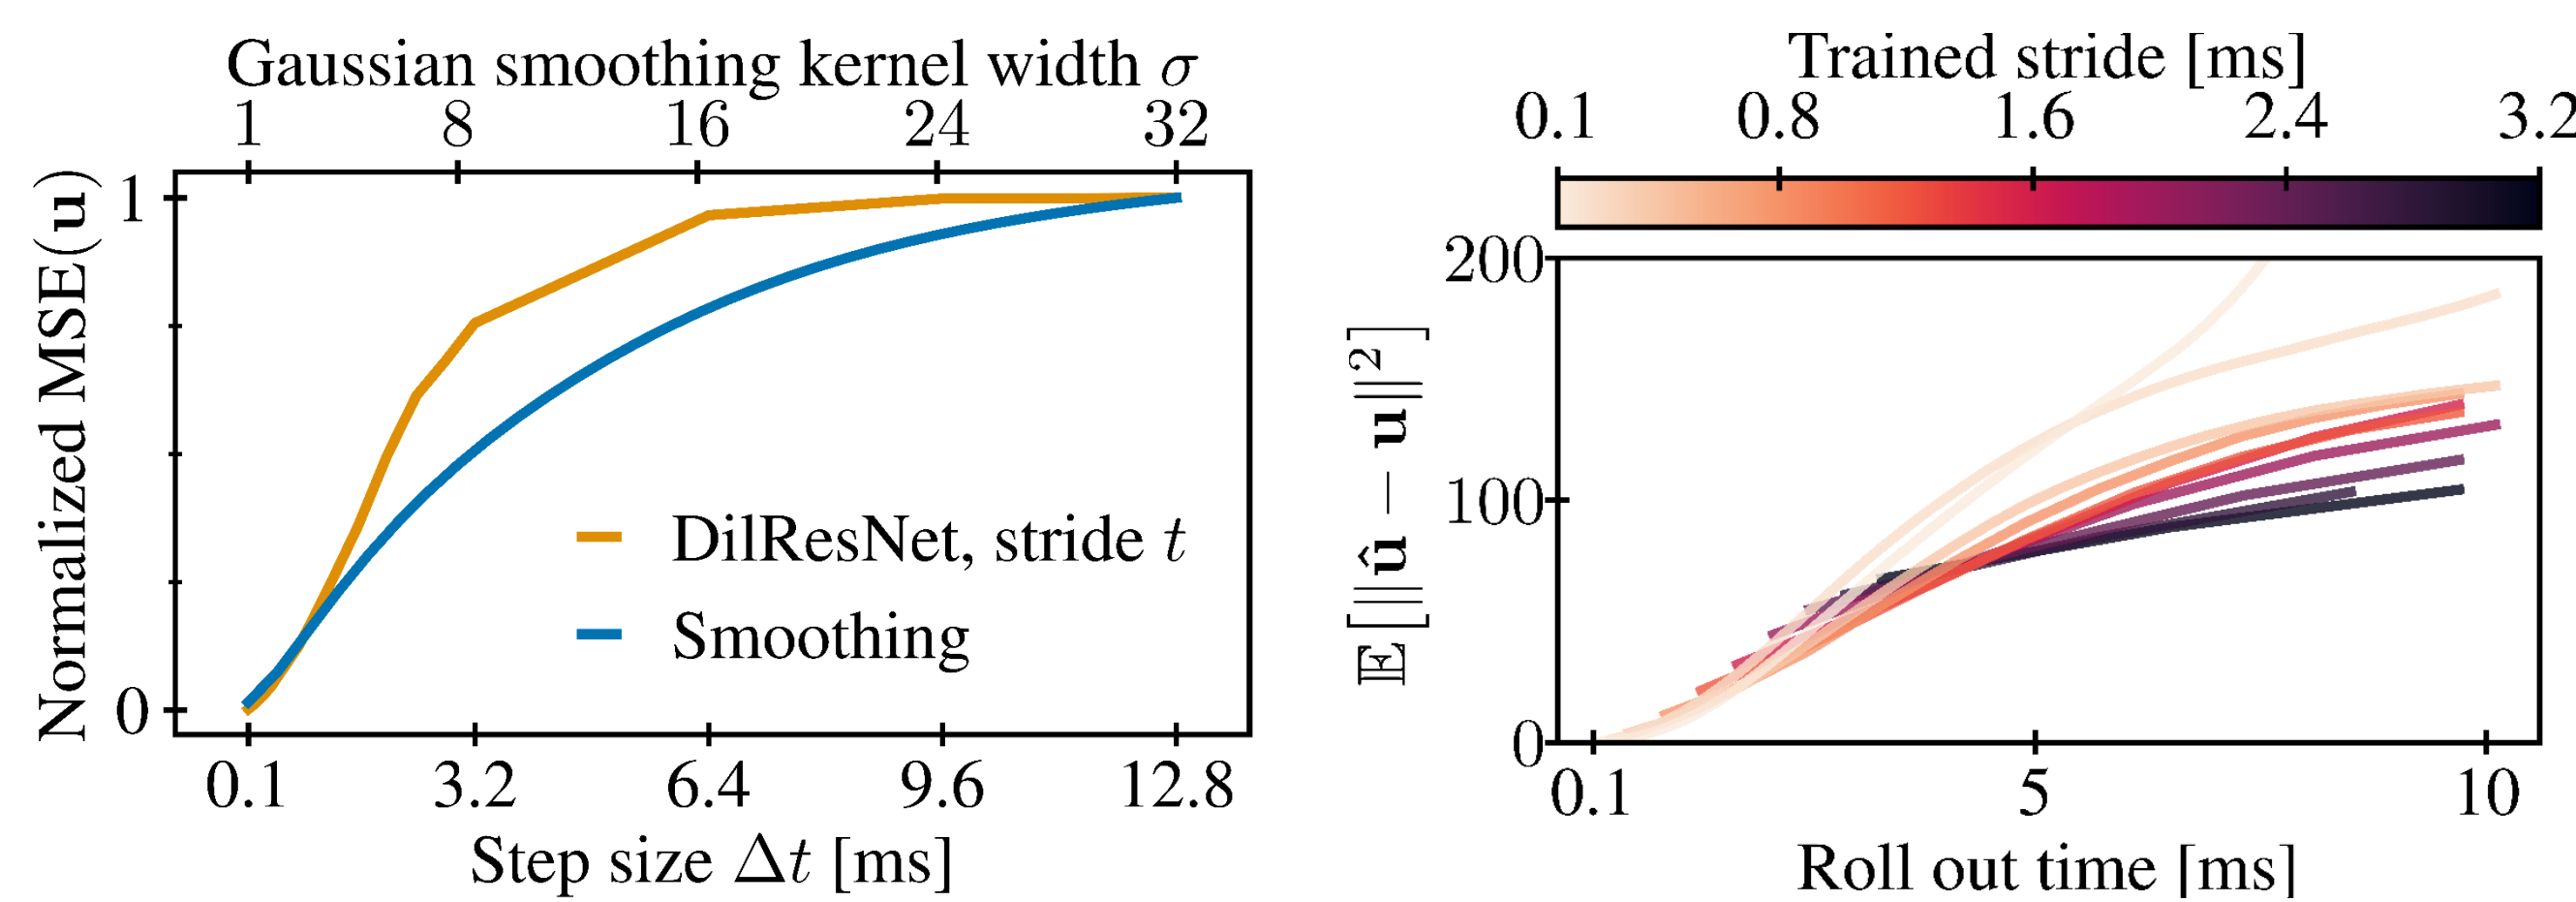 Gaussian smoothing kernel width σ
1 8 16 24 32
Normalized MSE(u)
1
0
DilResNet, stride t
Smoothing
0.1 3.2 6.4 9.6 12.8
Step size Δt [ms]
Trained stride [ms]
0.1 0.8 1.6 2.4 3.2
𝔼[‖û − u‖²]
200
100
0
0.1 5 10
Roll out time [ms]